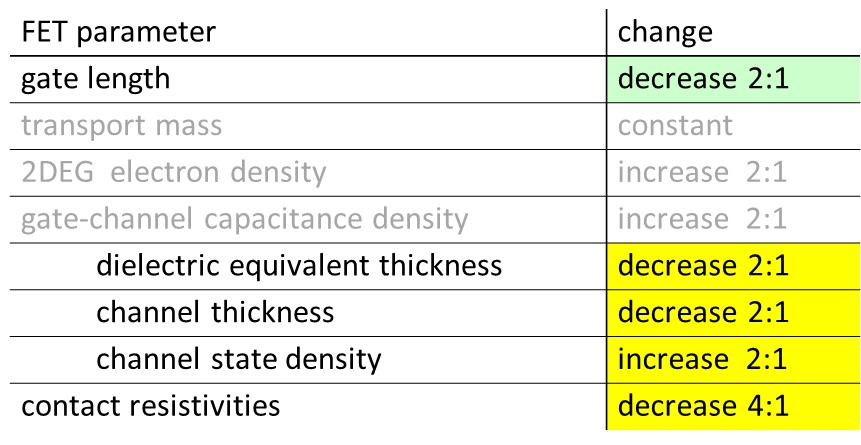 FET parameter change
gate length decrease 2:1
transport mass constant
2DEG electron density increase 2:1
gate-channel capacitance density increase 2:1
dielectric equivalent thickness decrease 2:1
channel thickness decrease 2:1
channel state density increase 2:1
contact resistivities decrease 4:1